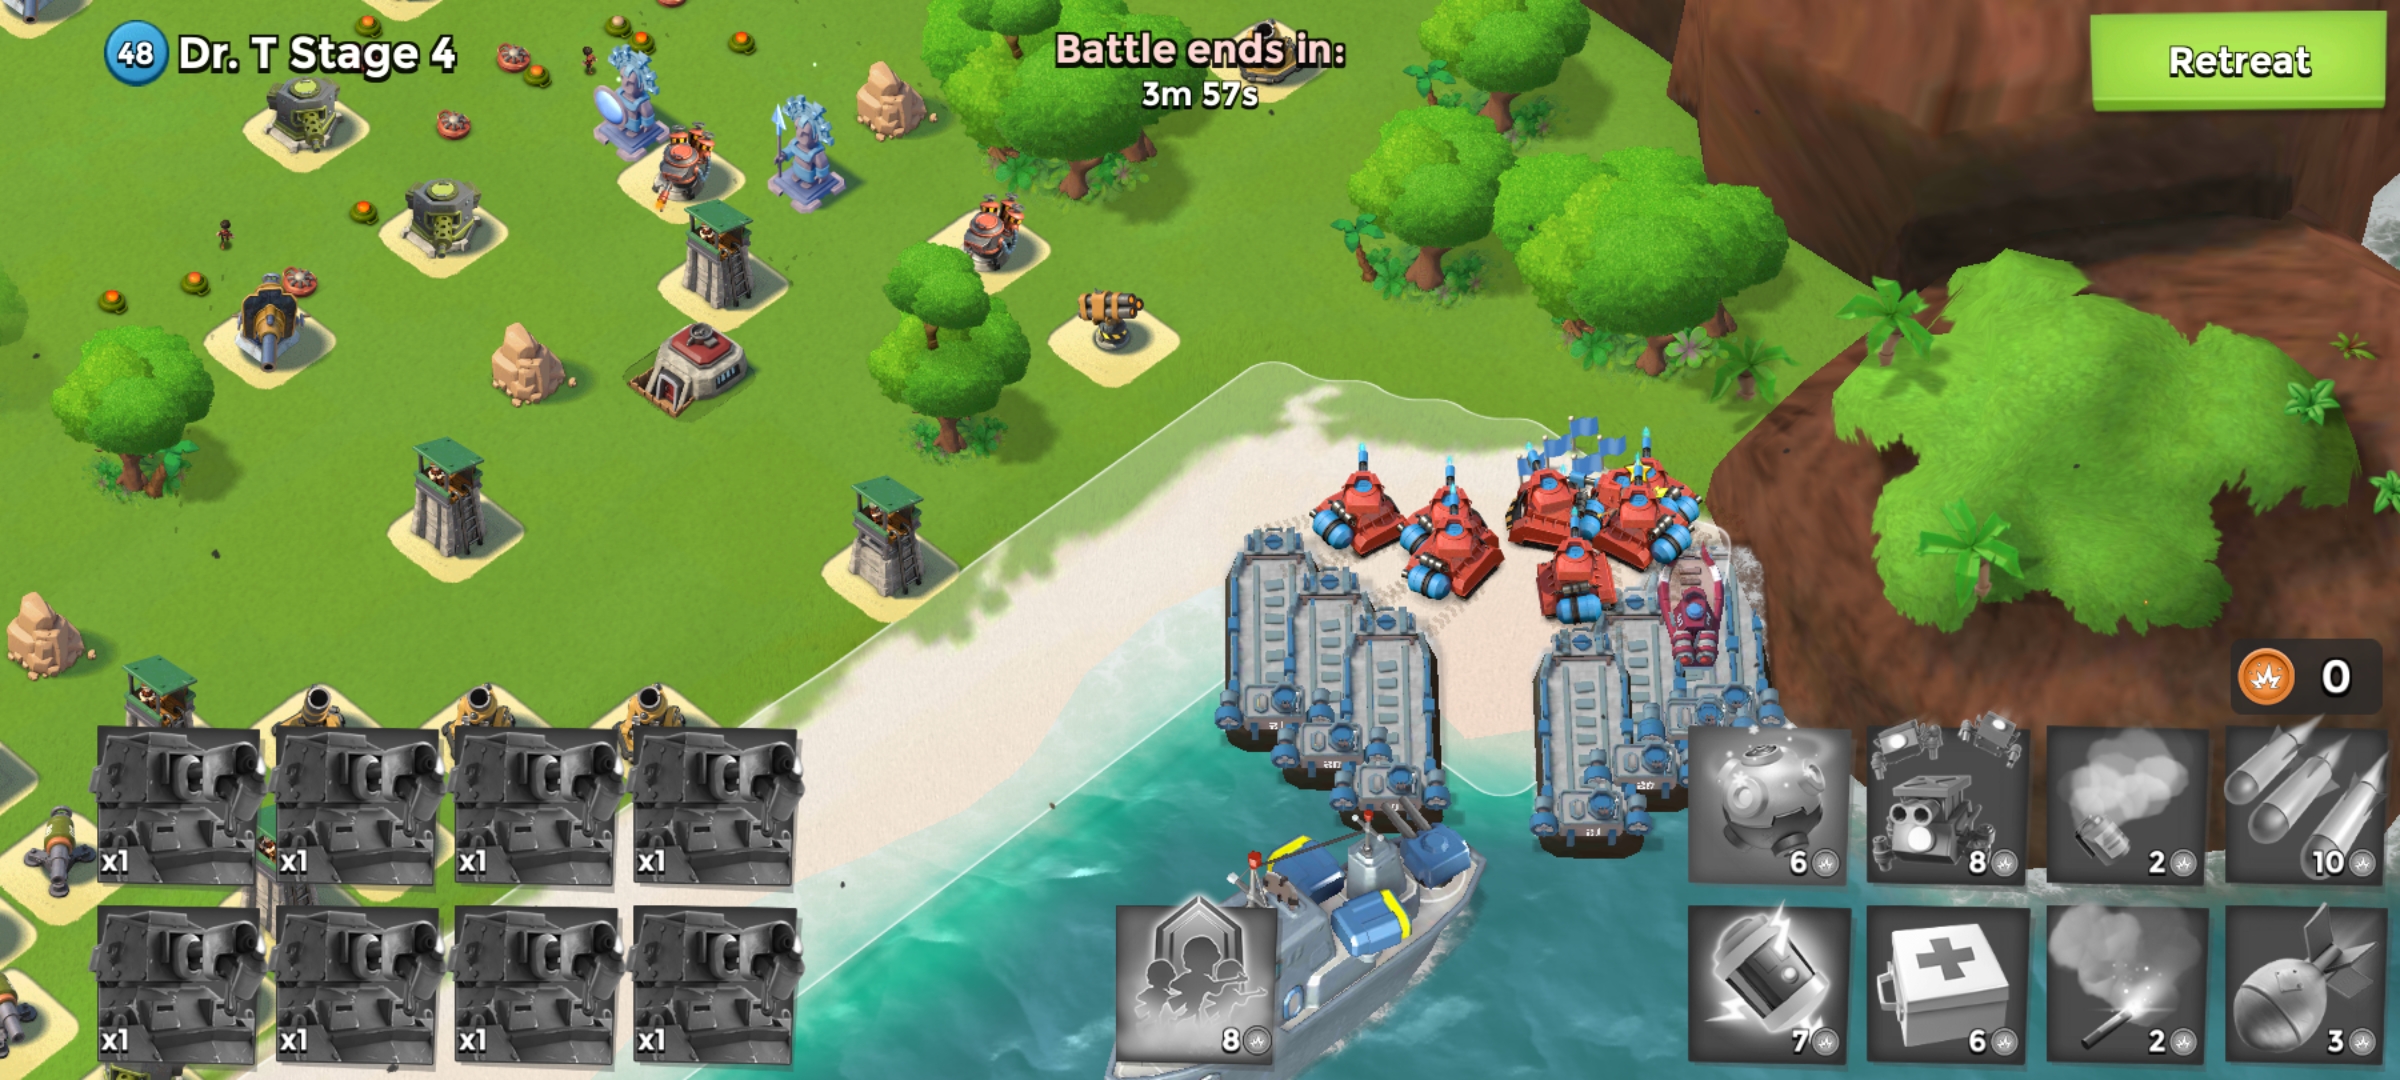 48 Dr. T Stage 4
Battle ends in:
3m 57s
Retreat
0
x1 x1 x1 x1
6 8 2 10
x1 x1 x1 x1
8
7 6 2 3